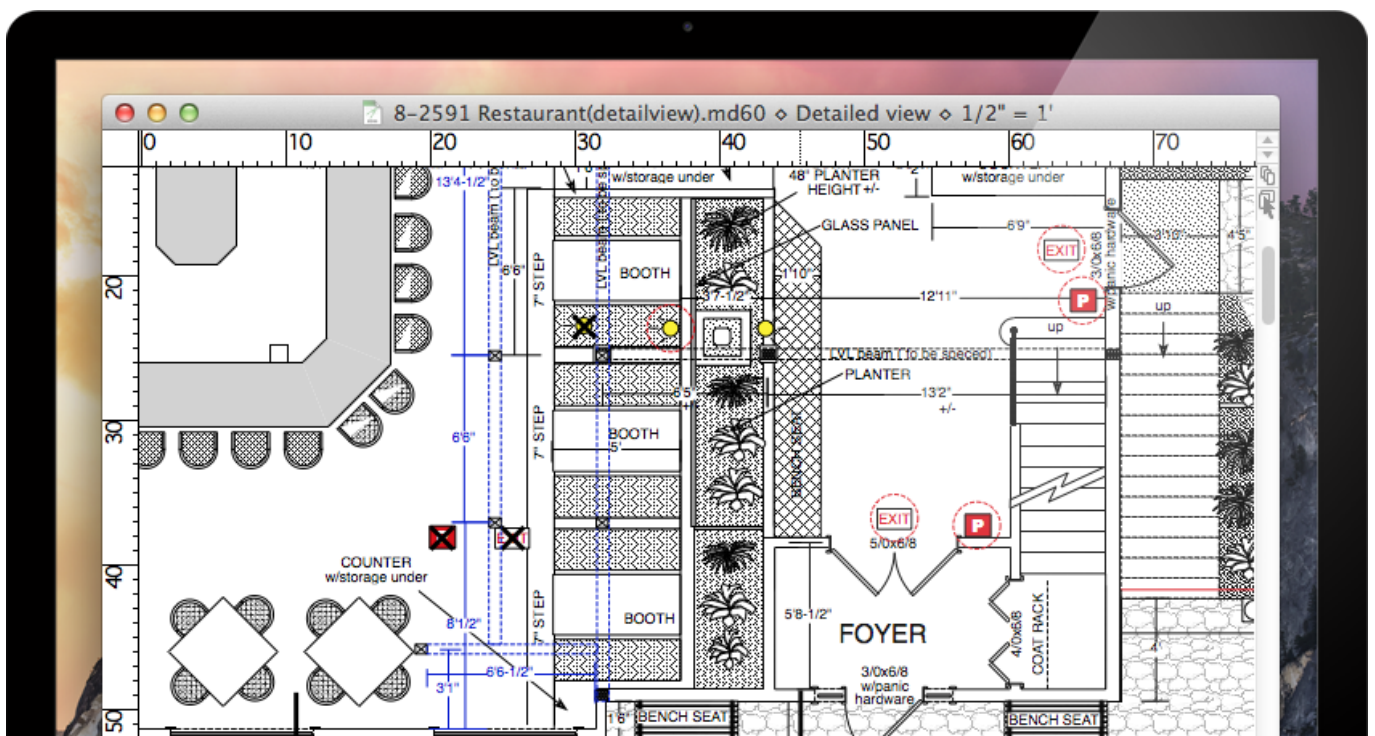 8-2591 Restaurant(detailview).md60 ◇ Detailed view ◇ 1/2" = 1'
0 10 20 30 40 50 60 70
20
30
40
50
13'4-1/2"
w/storage under
48" PLANTER
HEIGHT +/-
w/storage under
GLASS PANEL
6'9"
EXIT
3/0x6/8
w/panic hardware
3'10"
4'5"
6'6"
7" STEP
BOOTH
1'10"
3'7-1/2"
12'11"
P
up
up
LVL beam ( to be speced)
PLANTER
13'2"
+/-
6'5"
+/-
6'6"
7" STEP
BOOTH
5'
BENCH SEAT
EXIT
P
5/0x6/8
COUNTER
w/storage under
8'1/2"
7" STEP
BOOTH
5'8-1/2"
FOYER
4/0x6/8
COAT RACK
3/0x6/8
w/panic
hardware
6'6-1/2"
3'1"
1'6"
BENCH SEAT
BENCH SEAT